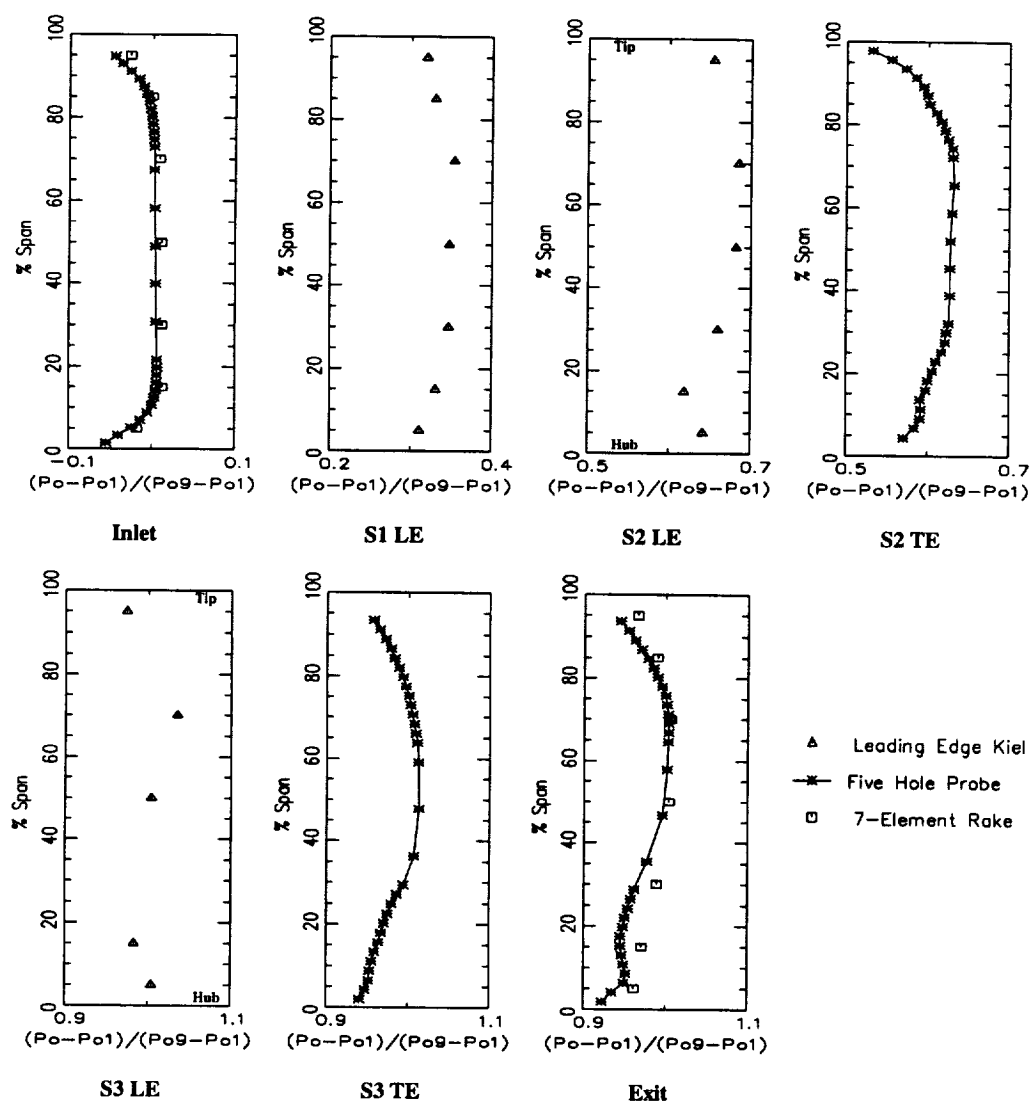 100
80
60
40
20
0
% Span
-0.1
0.1
(Po-Po1)/(Po9-Po1)
Inlet
100
80
60
40
20
0
% Span
0.2
0.4
(Po-Po1)/(Po9-Po1)
S1 LE
100
80
60
40
20
0
% Span
Tip
Hub
0.5
0.7
(Po-Po1)/(Po9-Po1)
S2 LE
100
80
60
40
20
0
% Span
0.5
0.7
(Po-Po1)/(Po9-Po1)
S2 TE
100
80
60
40
20
0
% Span
Tip
Hub
0.9
1.1
(Po-Po1)/(Po9-Po1)
S3 LE
100
80
60
40
20
0
% Span
0.9
1.1
(Po-Po1)/(Po9-Po1)
S3 TE
100
80
60
40
20
0
% Span
0.9
1.1
(Po-Po1)/(Po9-Po1)
Exit
Leading Edge Kiel
Five Hole Probe
7-Element Rake